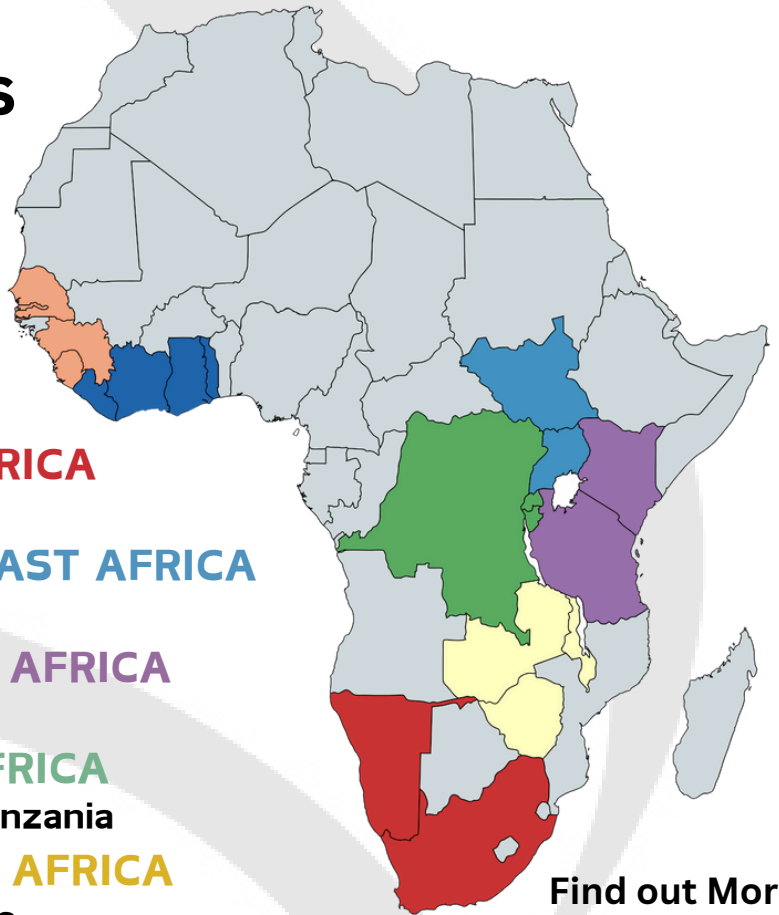 S
RICA
AST AFRICA
AFRICA
FRICA
nzania
AFRICA
Find out Mor